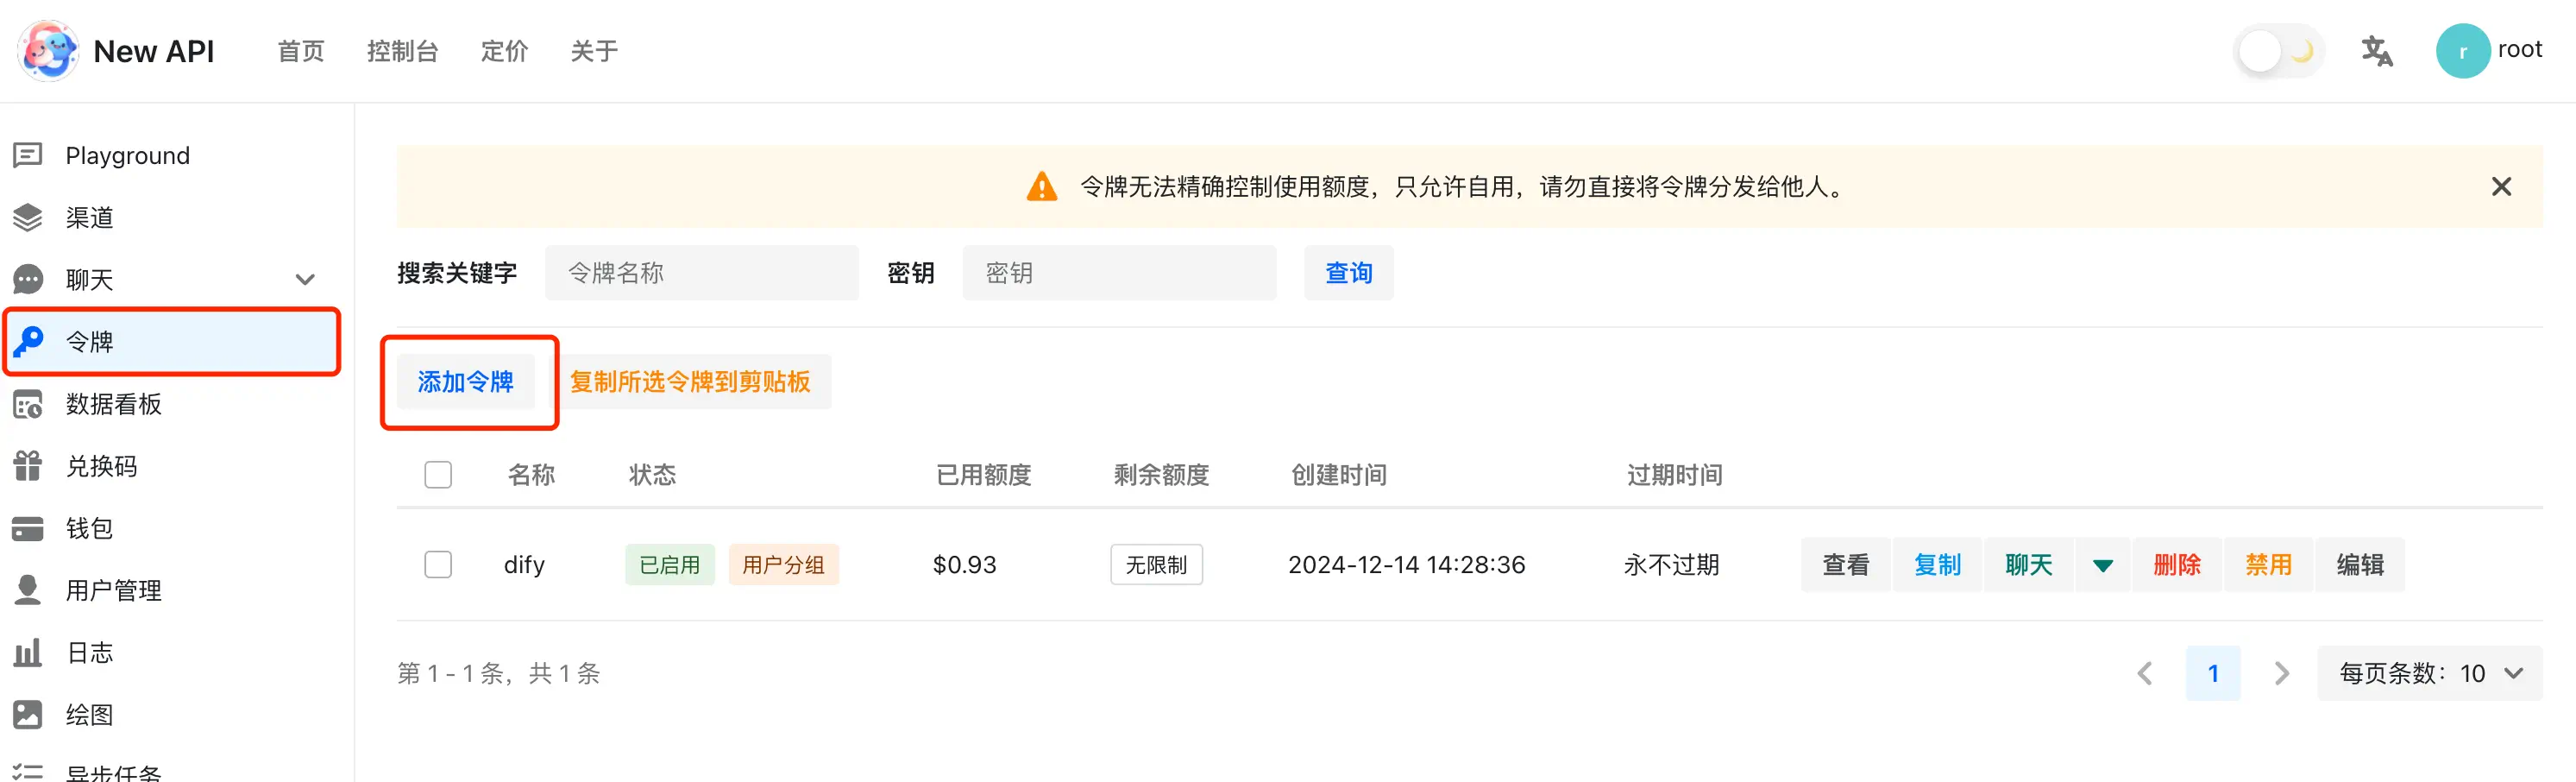 New API 首页 控制台 定价 关于 r root
Playground
渠道
聊天
令牌
数据看板
兑换码
钱包
用户管理
日志
绘图
异步任务
令牌无法精确控制使用额度，只允许自用，请勿直接将令牌分发给他人。
搜索关键字 令牌名称 密钥 密钥 查询
添加令牌 复制所选令牌到剪贴板
名称 状态 已用额度 剩余额度 创建时间 过期时间
dify 已启用 用户分组 $0.93 无限制 2024-12-14 14:28:36 永不过期 查看 复制 聊天 删除 禁用 编辑
第 1 - 1 条，共 1 条 1 每页条数：10